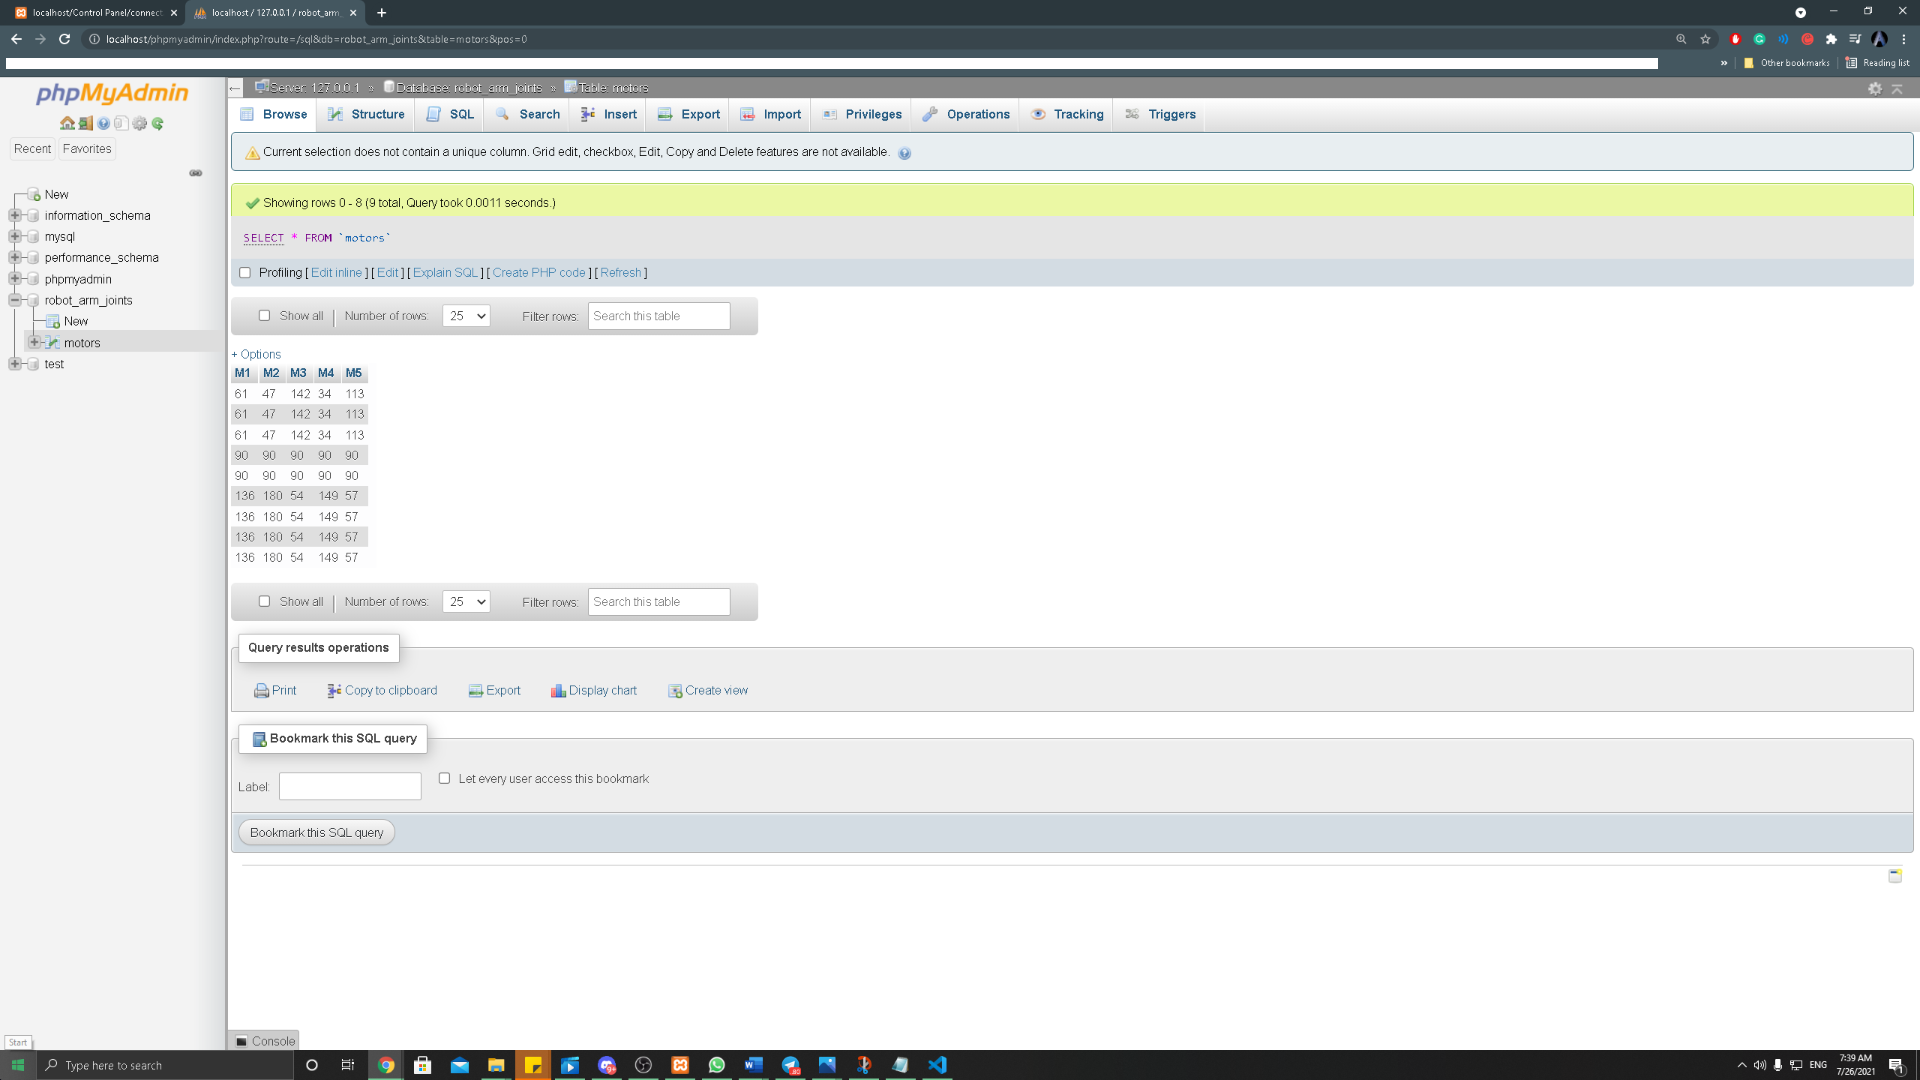 localhost/Control Panel/connect
localhost / 127.0.0.1 / robot_arm_
localhost/phpmyadmin/index.php?route=/sql&db=robot_arm_joints&table=motors&pos=0
» Other bookmarks Reading list
phpMyAdmin
Recent Favorites
New
information_schema
mysql
performance_schema
phpmyadmin
robot_arm_joints
New
motors
test
Server: 127.0.0.1 » Database: robot_arm_joints » Table: motors
Browse Structure SQL Search Insert Export Import Privileges Operations Tracking Triggers
Current selection does not contain a unique column. Grid edit, checkbox, Edit, Copy and Delete features are not available.
Showing rows 0 - 8 (9 total, Query took 0.0011 seconds.)
SELECT * FROM `motors`
Profiling [ Edit inline ] [ Edit ] [ Explain SQL ] [ Create PHP code ] [ Refresh ]
Show all | Number of rows: 25 Filter rows: Search this table
+ Options
M1 M2 M3 M4 M5
61 47 142 34 113
61 47 142 34 113
61 47 142 34 113
90 90 90 90 90
90 90 90 90 90
136 180 54 149 57
136 180 54 149 57
136 180 54 149 57
136 180 54 149 57
Show all | Number of rows: 25 Filter rows: Search this table
Query results operations
Print Copy to clipboard Export Display chart Create view
Bookmark this SQL query
Label: Let every user access this bookmark
Bookmark this SQL query
Console
Start
Type here to search
ENG
7:39 AM
7/26/2021